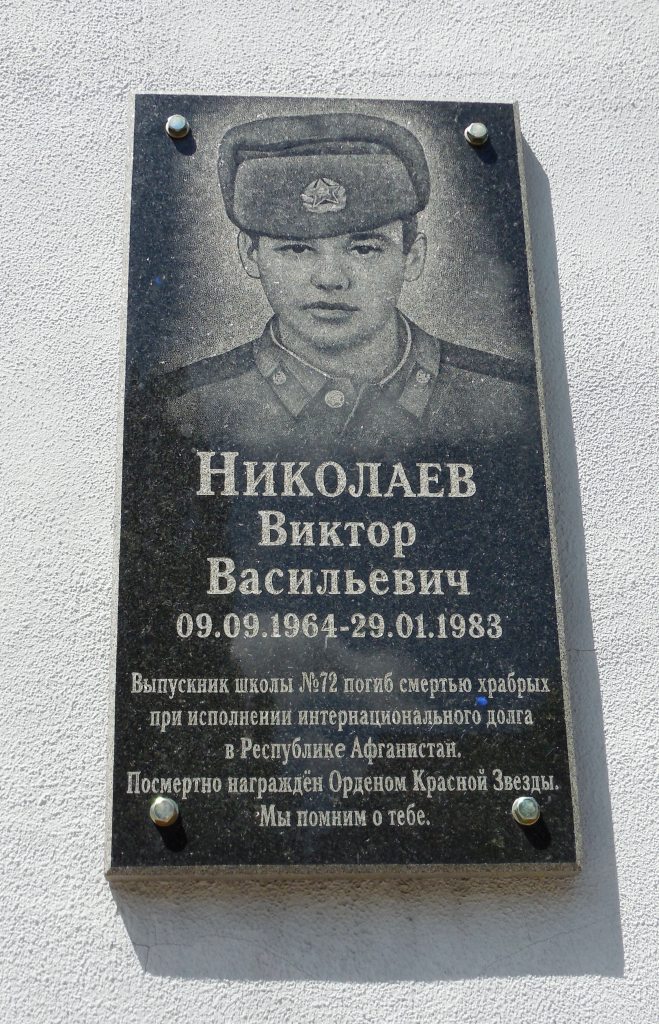 Николаев
Виктор
Васильевич
09.09.1964-29.01.1983
Выпускник школы №72 погиб смертью храбрых
при исполнении интернационального долга
в Республике Афганистан.
Посмертно награждён Орденом Красной Звезды.
Мы помним о тебе.